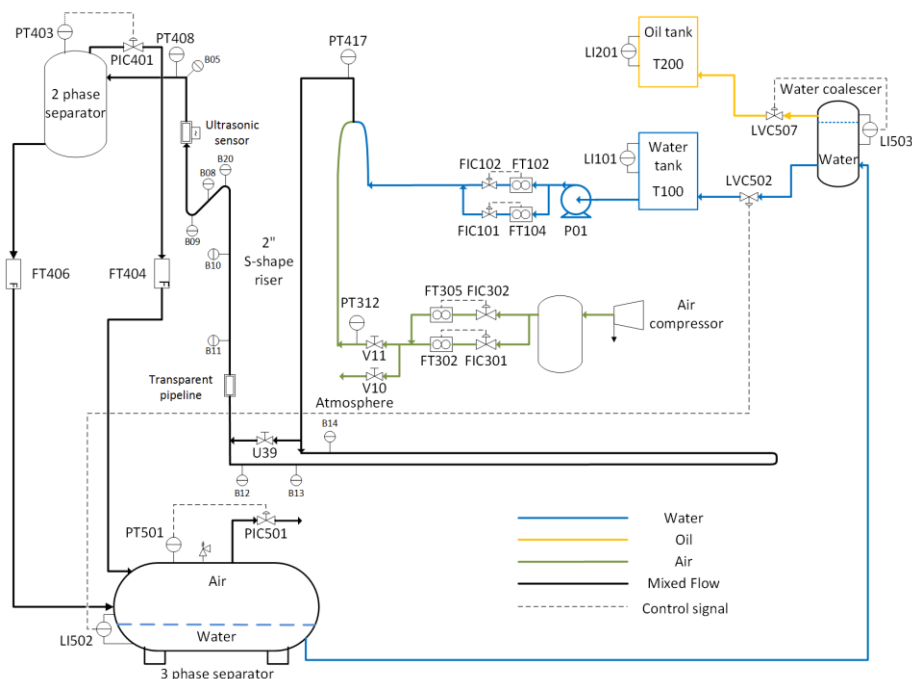 PT403
PIC401
PT408
B05
2 phase
separator
Ultrasonic
sensor
B20
B08
B09
B10
B11
2"
S-shape
riser
FT406
F
FT404
F
Transparent
pipeline
PT417
LI201
Oil tank
T200
Water coalescer
LVC507
LI503
Water
LI101
Water
tank
T100
LVC502
FIC102
FT102
FIC101
FT104
P01
PT312
FT305
FIC302
V11
FT302
FIC301
V10
Atmosphere
Air
compressor
B14
U39
B12
B13
PT501
PIC501
Air
Water
LI502
3 phase separator
Water
Oil
Air
Mixed Flow
Control signal